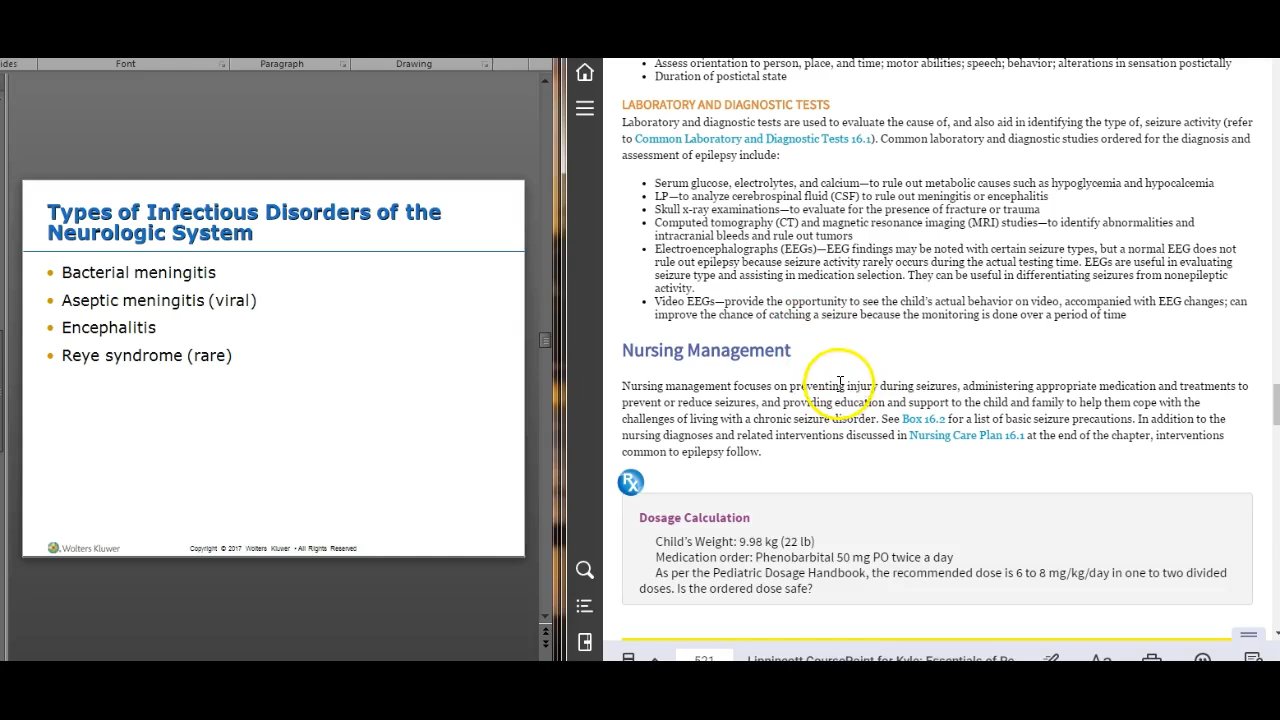 ides
Font
Paragraph
Drawing
Types of Infectious Disorders of the
Neurologic System
• Bacterial meningitis
• Aseptic meningitis (viral)
• Encephalitis
• Reye syndrome (rare)
Wolters Kluwer
Copyright © 2017 Wolters Kluwer • All Rights Reserved
• Assess orientation to person, place, and time; motor abilities; speech; behavior; alterations in sensation postictally
• Duration of postictal state
LABORATORY AND DIAGNOSTIC TESTS
Laboratory and diagnostic tests are used to evaluate the cause of, and also aid in identifying the type of, seizure activity (refer
to Common Laboratory and Diagnostic Tests 16.1). Common laboratory and diagnostic studies ordered for the diagnosis and
assessment of epilepsy include:
• Serum glucose, electrolytes, and calcium—to rule out metabolic causes such as hypoglycemia and hypocalcemia
• LP—to analyze cerebrospinal fluid (CSF) to rule out meningitis or encephalitis
• Skull x-ray examinations—to evaluate for the presence of fracture or trauma
• Computed tomography (CT) and magnetic resonance imaging (MRI) studies—to identify abnormalities and
intracranial bleeds and rule out tumors
• Electroencephalographs (EEGs)—EEG findings may be noted with certain seizure types, but a normal EEG does not
rule out epilepsy because seizure activity rarely occurs during the actual testing time. EEGs are useful in evaluating
seizure type and assisting in medication selection. They can be useful in differentiating seizures from nonepileptic
activity.
• Video EEGs—provide the opportunity to see the child's actual behavior on video, accompanied with EEG changes; can
improve the chance of catching a seizure because the monitoring is done over a period of time
Nursing Management
Nursing management focuses on preventing injury during seizures, administering appropriate medication and treatments to
prevent or reduce seizures, and providing education and support to the child and family to help them cope with the
challenges of living with a chronic seizure disorder. See Box 16.2 for a list of basic seizure precautions. In addition to the
nursing diagnoses and related interventions discussed in Nursing Care Plan 16.1 at the end of the chapter, interventions
common to epilepsy follow.
Rx
Dosage Calculation
Child's Weight: 9.98 kg (22 lb)
Medication order: Phenobarbital 50 mg PO twice a day
As per the Pediatric Dosage Handbook, the recommended dose is 6 to 8 mg/kg/day in one to two divided
doses. Is the ordered dose safe?
521
Lippincott CoursePoint for Kyle: Essentials of Pe
Aa